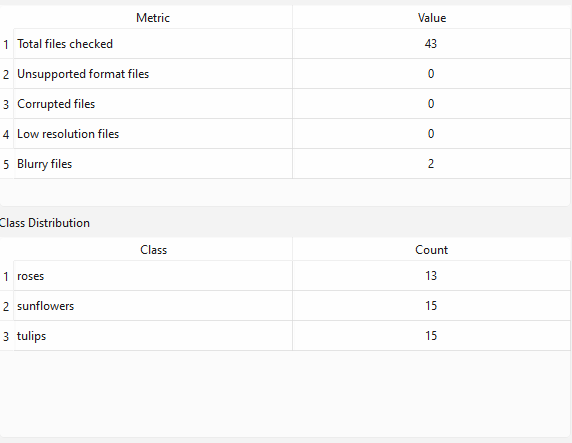 Metric Value
1 Total files checked 43
2 Unsupported format files 0
3 Corrupted files 0
4 Low resolution files 0
5 Blurry files 2
Class Distribution
Class Count
1 roses 13
2 sunflowers 15
3 tulips 15